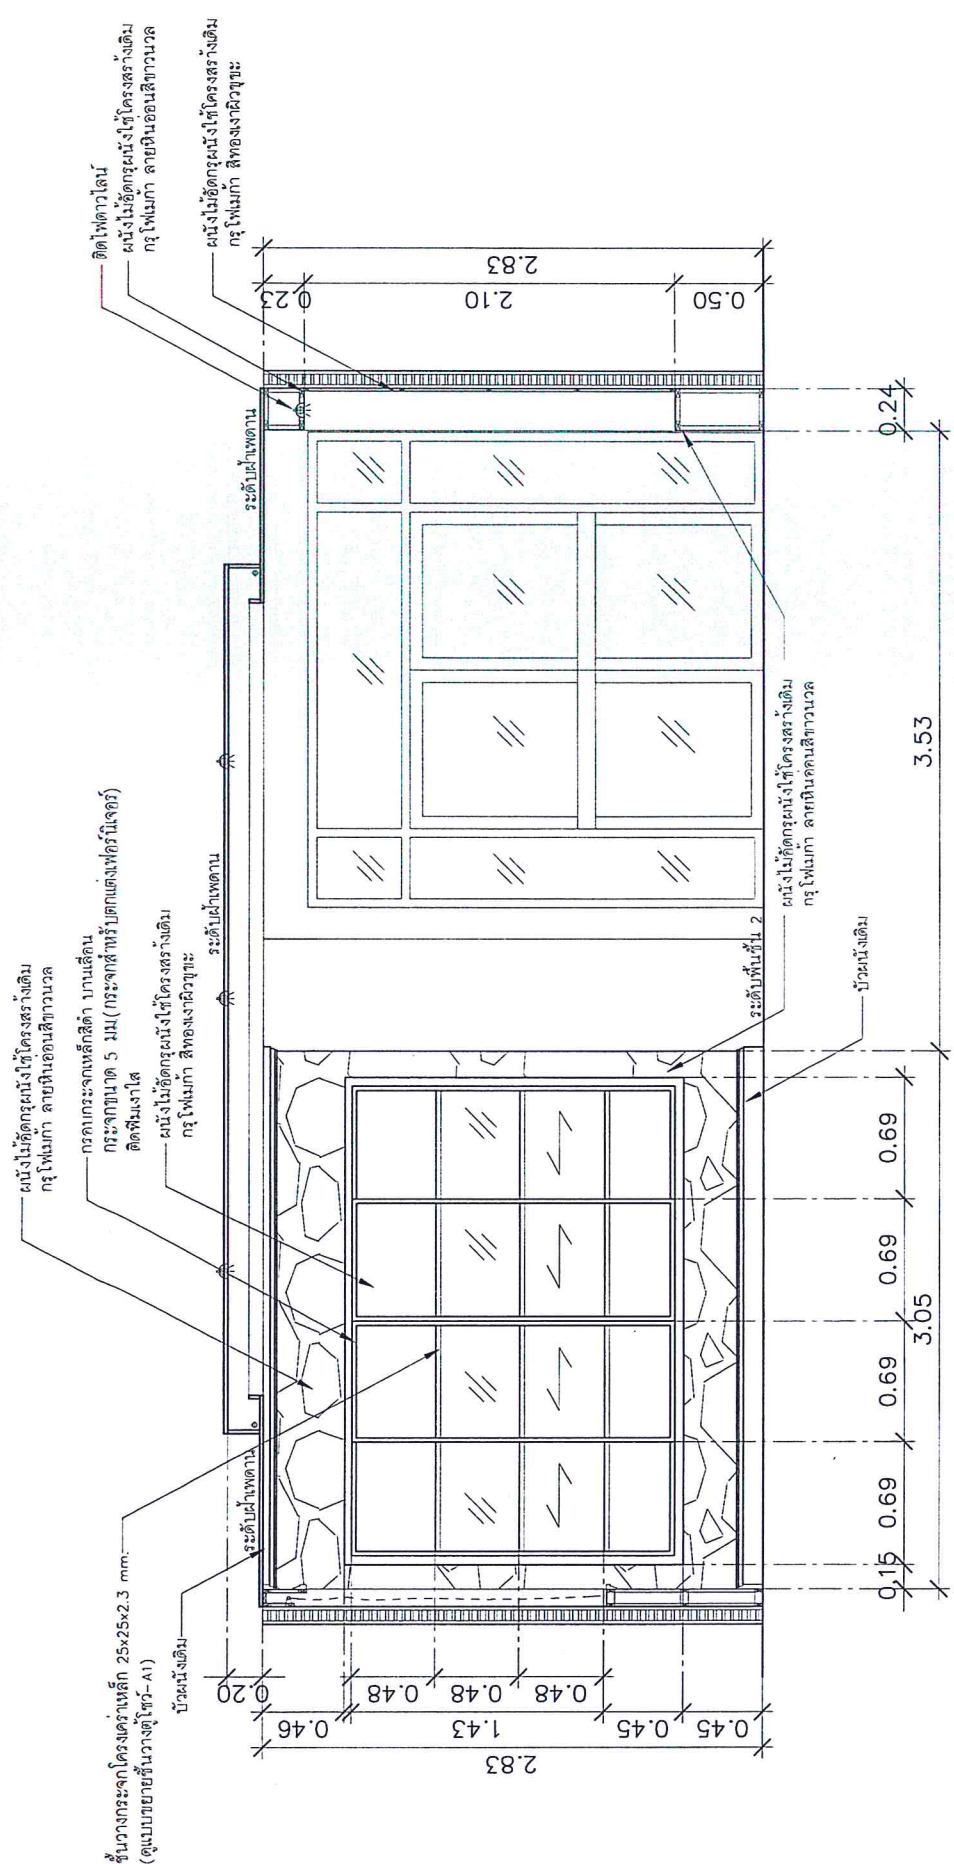 ชั้นวางกระจกโครงเคร่าเหล็ก 25x25x2.3 mm.
(ดูแบบขยายชั้นวางตู้โชว์-A1)
บัวผนังเดิม
ผนังไม้อัดกรุผนังใช้โครงสร้างเดิม
กรุโฟเมก้า ลายหินอ่อนสีขาวนวล
กรอบกระจกเหล็กสีดำ บานเลื่อน
กระจกขนาด 5 มม(กระจกสำหรับตกแต่งเฟอร์นิเจอร์)
ติดฟิมเงาใส
ผนังไม้อัดกรุผนังใช้โครงสร้างเดิม
กรุโฟเมก้า สีทองเงาผิวขูขะ
ติดไฟดาวไลน์
ผนังไม้อัดกรุผนังใช้โครงสร้างเดิม
กรุโฟเมก้า ลายหินอ่อนสีขาวนวล
ผนังไม้อัดกรุผนังใช้โครงสร้างเดิม
กรุโฟเมก้า สีทองเงาผิวขูขะ
ระดับฝ้าเพดาน
ระดับฝ้าเพดาน
ระดับฝ้าเพดาน
0.20
0.46
0.48
0.48
0.48
1.43
0.45
0.45
2.83
0.23
2.10
0.50
2.83
ระดับพื้นชั้น 2
ผนังไม้อัดกรุผนังใช้โครงสร้างเดิม
กรุโฟเมก้า ลายหินอ่อนสีขาวนวล
บัวผนังเดิม
0.15
0.69
0.69
0.69
0.69
0.24
3.05
3.53